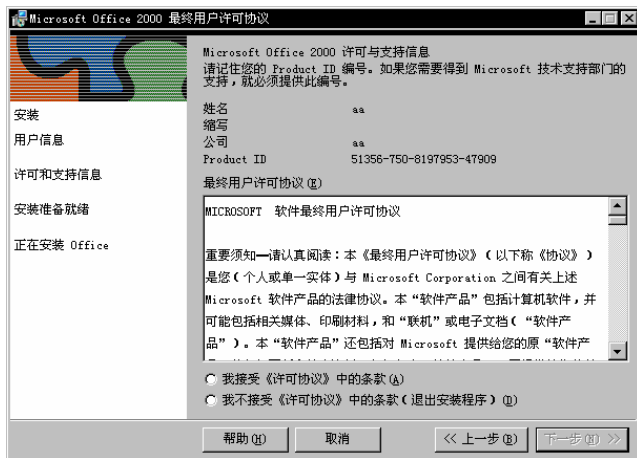 Microsoft Office 2000 最终用户许可协议
Microsoft Office 2000 许可与支持信息
请记住您的 Product ID 编号。如果您需要得到 Microsoft 技术支持部门的
支持，就必须提供此编号。
安装
用户信息
许可和支持信息
安装准备就绪
正在安装 Office
姓名 aa
缩写
公司 aa
Product ID 51356-750-8197953-47909
最终用户许可协议(E)
MICROSOFT 软件最终用户许可协议
重要须知—请认真阅读：本《最终用户许可协议》（以下称《协议》）
是您（个人或单一实体）与 Microsoft Corporation 之间有关上述
Microsoft 软件产品的法律协议。本“软件产品”包括计算机软件，并
可能包括相关媒体、印刷材料，和“联机”或电子文档（“软件产
品”）。本“软件产品”还包括对 Microsoft 提供给您的原“软件产
我接受《许可协议》中的条款(A)
我不接受《许可协议》中的条款（退出安装程序）(D)
帮助(H) 取消 << 上一步(B) 下一步(N) >>